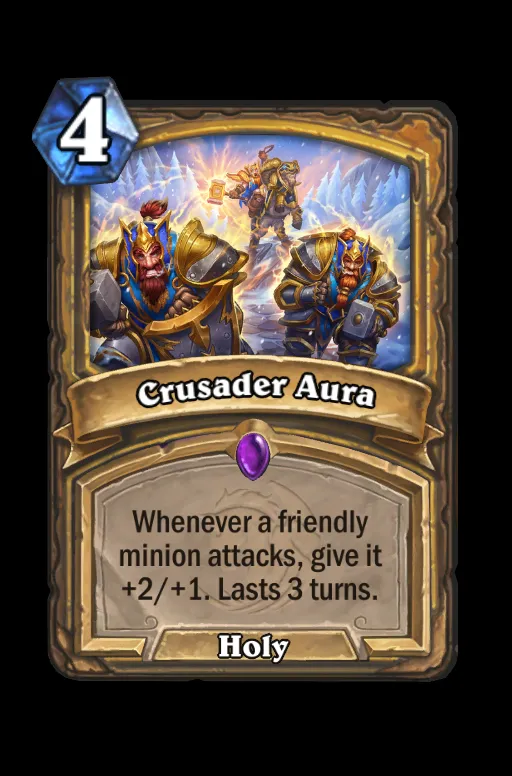 4
Crusader Aura
Whenever a friendly
minion attacks, give it
+2/+1. Lasts 3 turns.
Holy